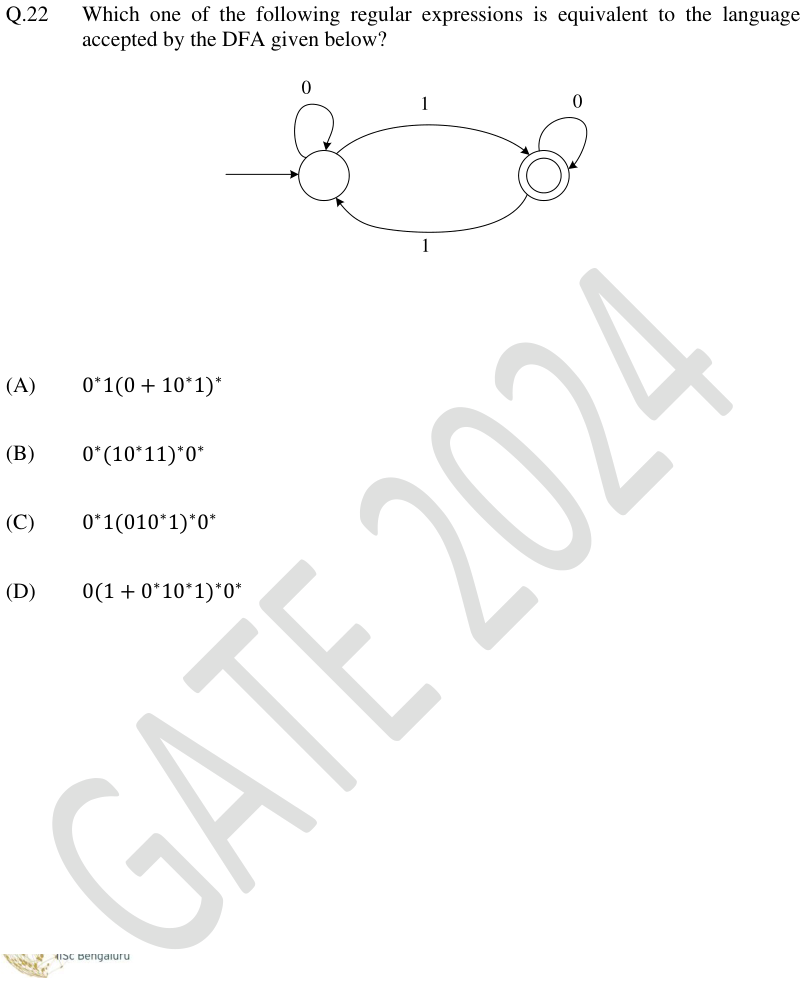 Q.22 Which one of the following regular expressions is equivalent to the language
accepted by the DFA given below?
0
1
0
1
(A) 0*1(0 + 10*1)*
(B) 0*(10*11)*0*
(C) 0*1(010*1)*0*
(D) 0(1 + 0*10*1)*0*
GATE 2024
IISc Bengaluru